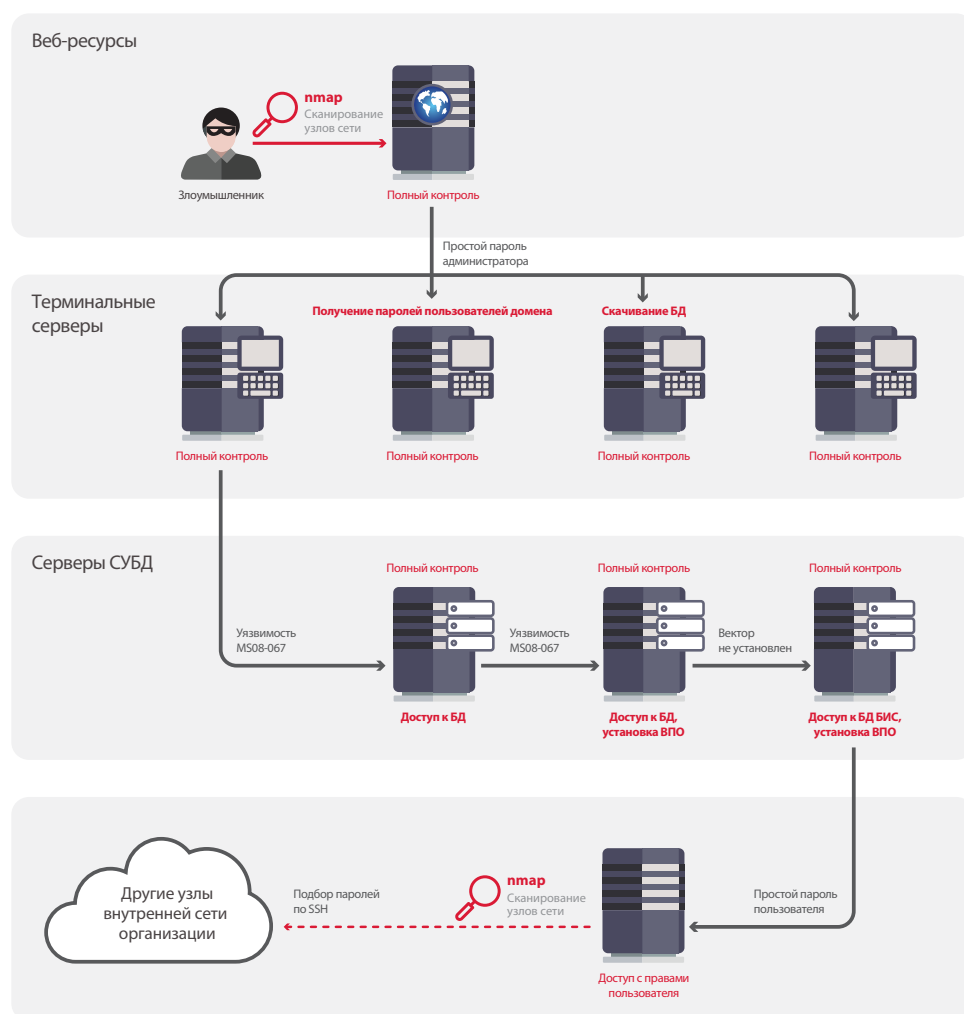 Веб-ресурсы
nmap
Сканирование
узлов сети
Злоумышленник
Полный контроль
Простой пароль
администратора
Терминальные
серверы
Получение паролей пользователей домена
Скачивание БД
Полный контроль
Полный контроль
Полный контроль
Полный контроль
Серверы СУБД
Полный контроль
Полный контроль
Полный контроль
Уязвимость
MS08-067
Уязвимость
MS08-067
Вектор
не установлен
Доступ к БД
Доступ к БД,
установка ВПО
Доступ к БД БИС,
установка ВПО
Другие узлы
внутренней сети
организации
Подбор паролей
по SSH
nmap
Сканирование
узлов сети
Простой пароль
пользователя
Доступ с правами
пользователя